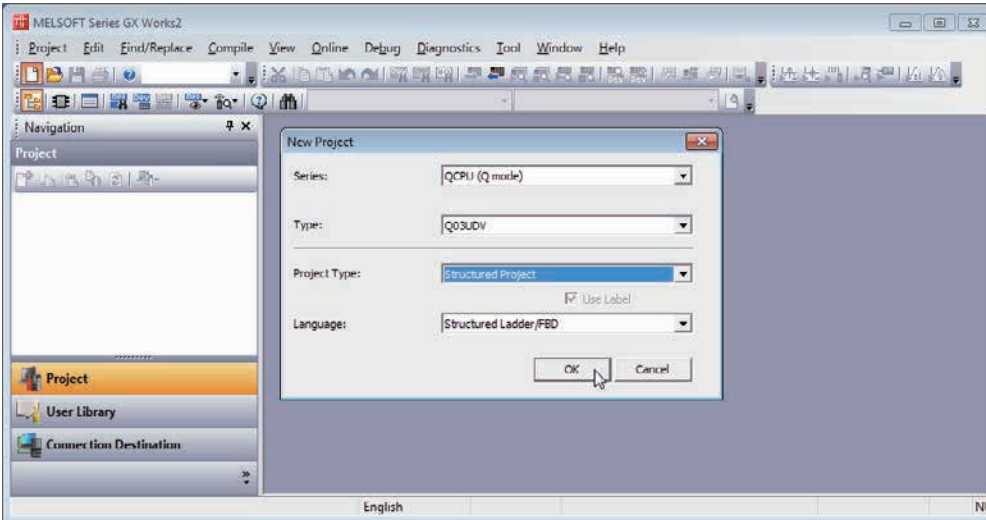 MELSOFT Series GX Works2
Project Edit Find/Replace Compile View Online Debug Diagnostics Tool Window Help
Navigation
Project
New Project
Series: QCPU (Q mode)
Type: Q03UDV
Project Type: Structured Project
Use Label
Language: Structured Ladder/FBD
OK Cancel
Project
User Library
Connection Destination
English